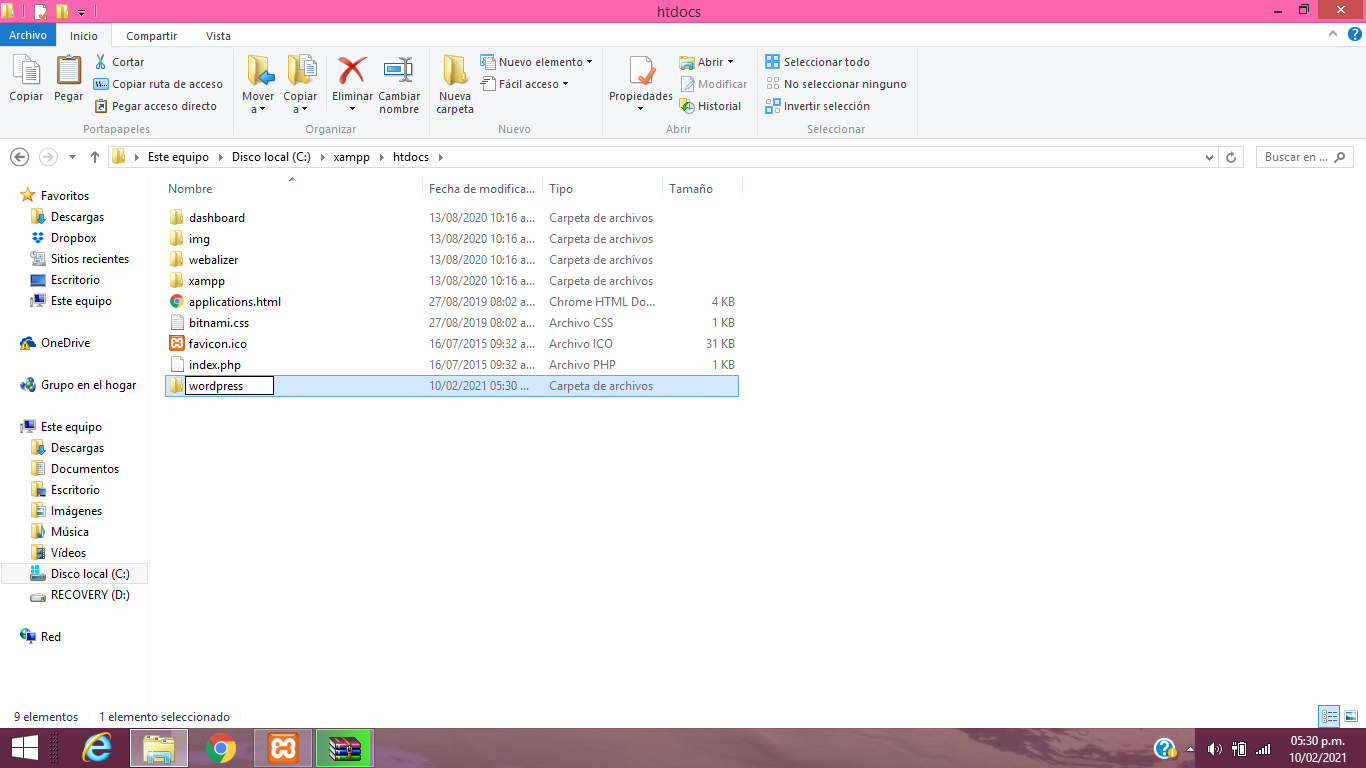 htdocs
Archivo Inicio Compartir Vista
Copiar
Pegar
Cortar
Copiar ruta de acceso
Pegar acceso directo
Portapapeles
Mover a
Copiar a
Eliminar
Cambiar nombre
Organizar
Nueva carpeta
Nuevo elemento
Fácil acceso
Nuevo
Propiedades
Abrir
Modificar
Historial
Abrir
Seleccionar todo
No seleccionar ninguno
Invertir selección
Seleccionar
Este equipo Disco local (C:) xampp htdocs
Buscar en ...
Favoritos
Descargas
Dropbox
Sitios recientes
Escritorio
Este equipo
OneDrive
Grupo en el hogar
Este equipo
Descargas
Documentos
Escritorio
Imágenes
Música
Vídeos
Disco local (C:)
RECOVERY (D:)
Red
Nombre Fecha de modifica... Tipo Tamaño
dashboard 13/08/2020 10:16 a... Carpeta de archivos
img 13/08/2020 10:16 a... Carpeta de archivos
webalizer 13/08/2020 10:16 a... Carpeta de archivos
xampp 13/08/2020 10:16 a... Carpeta de archivos
applications.html 27/08/2019 08:02 a... Chrome HTML Do... 4 KB
bitnami.css 27/08/2019 08:02 a... Archivo CSS 1 KB
favicon.ico 16/07/2015 09:32 a... Archivo ICO 31 KB
index.php 16/07/2015 09:32 a... Archivo PHP 1 KB
wordpress 10/02/2021 05:30 ... Carpeta de archivos
9 elementos 1 elemento seleccionado
05:30 p.m.
10/02/2021